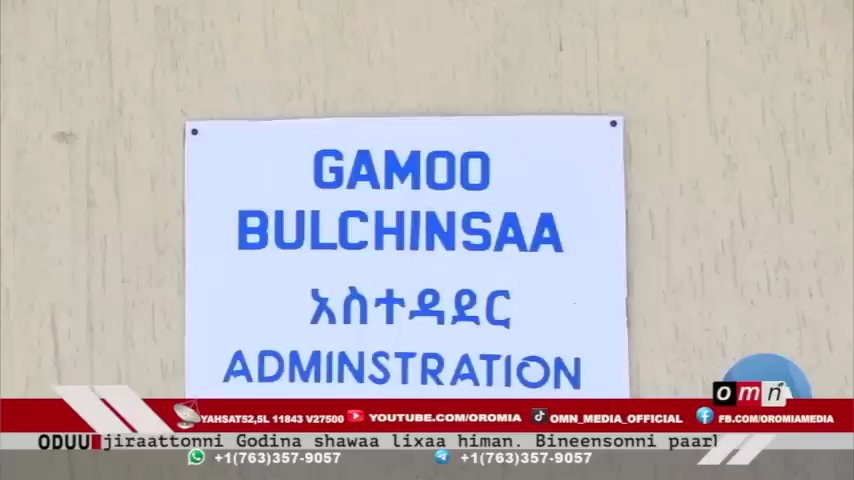 GAMOO
BULCHINSAA
አስተዳደር
ADMINSTRATION
omn
YAHSAT52,5L 11843 V27500 YOUTUBE.COM/OROMIA OMN_MEDIA_OFFICIAL FB.COM/OROMIAMEDIA
ODUU jiraattonni Godina shawaa lixaa himan. Bineensonni paarl
+1(763)357-9057 +1(763)357-9057